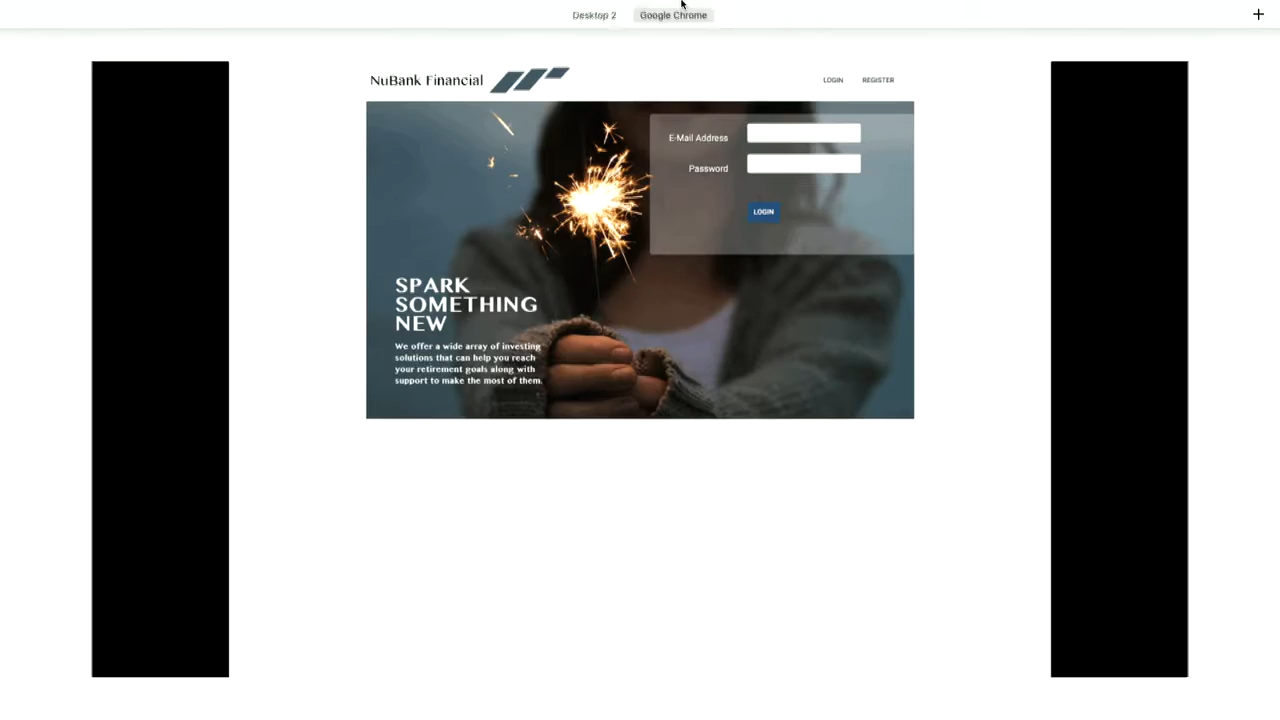 Desktop 2
Google Chrome
NuBank Financial
LOGIN
REGISTER
E-Mail Address
Password
LOGIN
SPARK
SOMETHING
NEW
We offer a wide array of investing
solutions that can help you reach
your retirement goals along with
support to make the most of them.